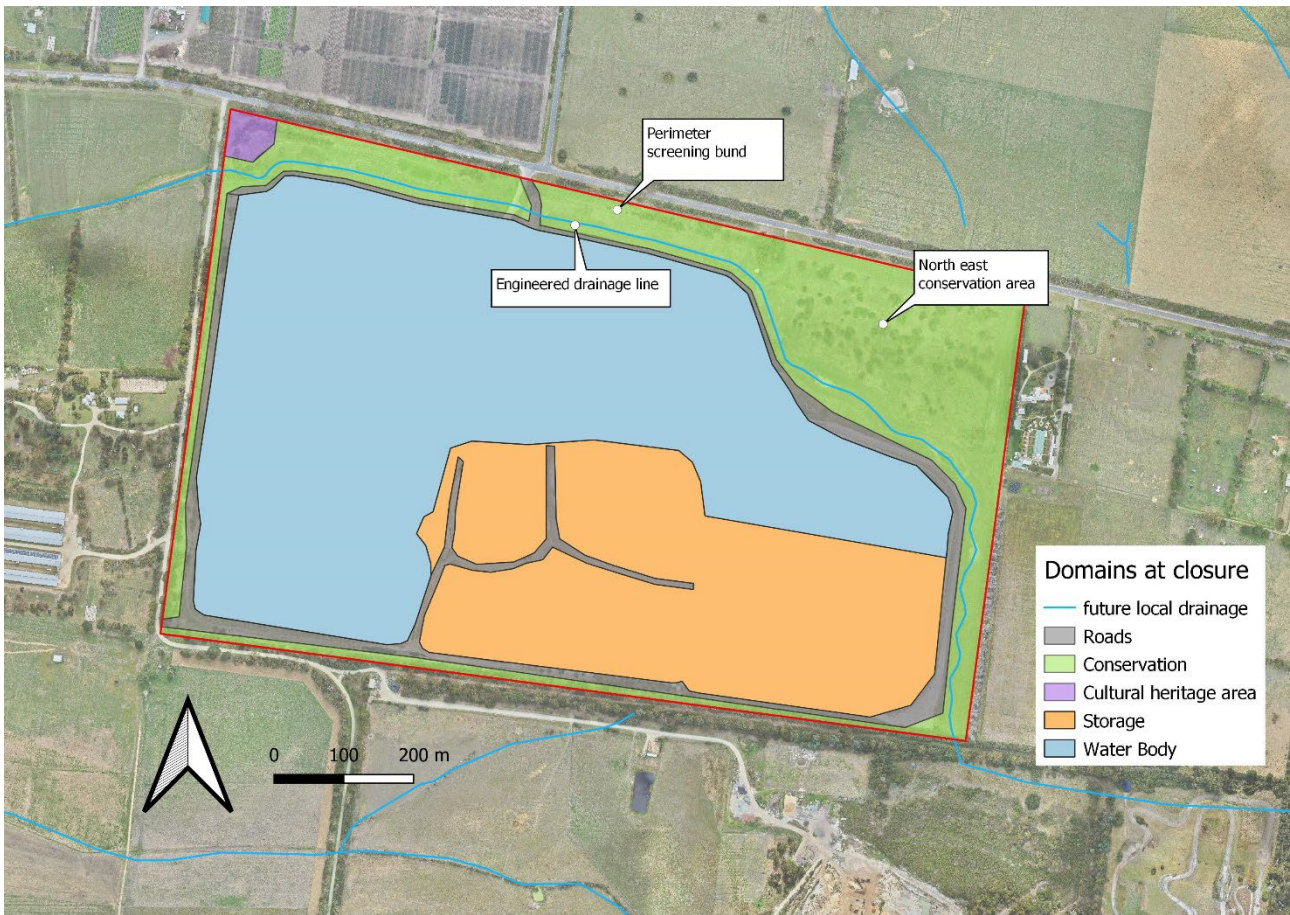 Perimeter
screening bund
Engineered drainage line
North east
conservation area
Domains at closure
future local drainage
Roads
Conservation
Cultural heritage area
Storage
Water Body
0 100 200 m